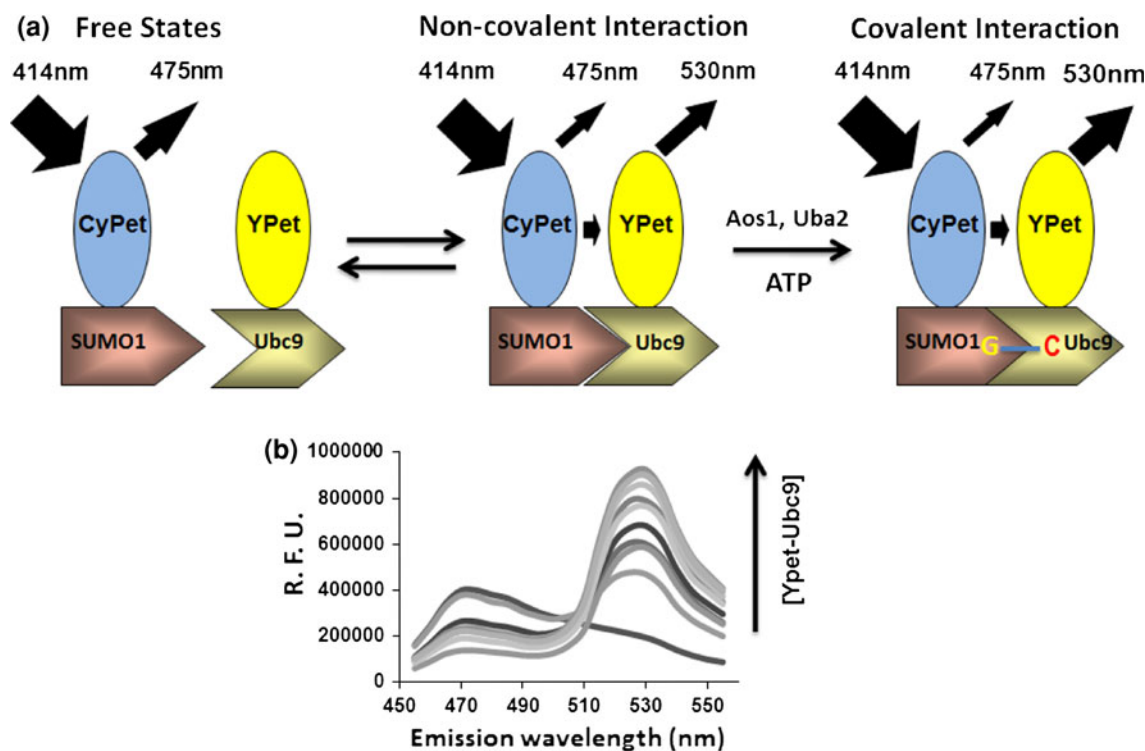 (a) Free States
Non-covalent Interaction
Covalent Interaction
414nm 475nm
414nm 475nm 530nm
414nm 475nm 530nm
CyPet YPet
CyPet YPet
Aos1, Uba2
ATP
CyPet YPet
SUMO1 Ubc9
SUMO1 Ubc9
SUMO1 G C Ubc9
(b)
R. F. U.
1000000
800000
600000
400000
200000
0
450 470 490 510 530 550
Emission wavelength (nm)
[Ypet-Ubc9]